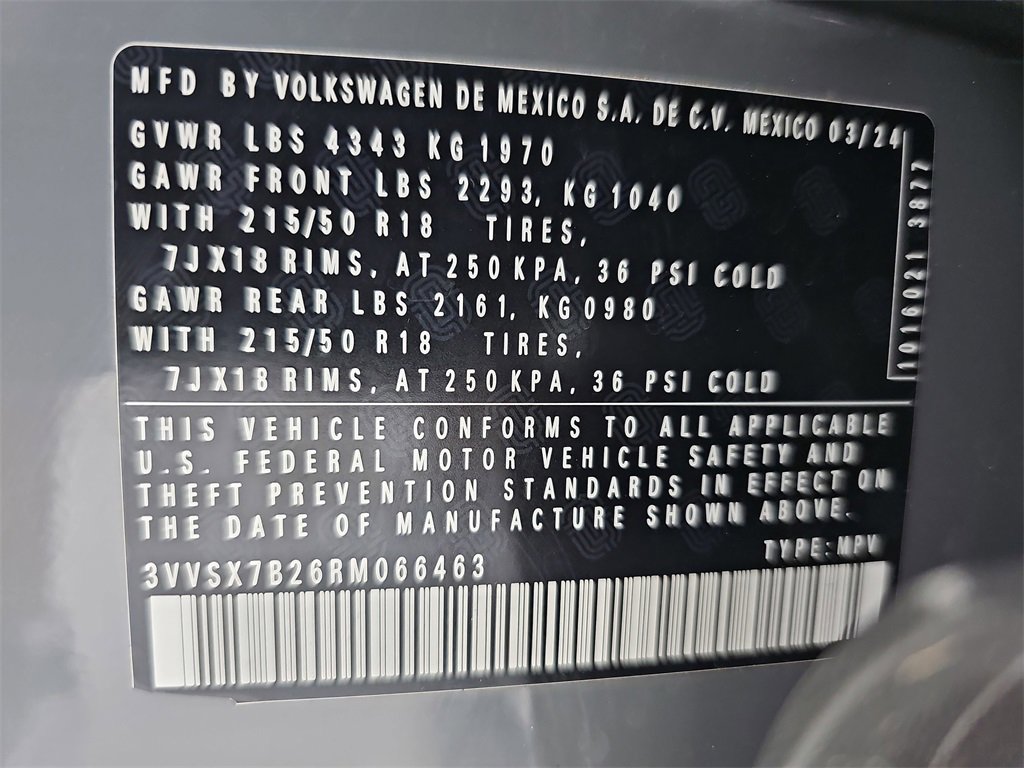 MFD BY VOLKSWAGEN DE MEXICO S.A. DE C.V. MEXICO 03/24
GVWR LBS 4343 KG 1970
GAWR FRONT LBS 2293, KG 1040
WITH 215/50 R18 TIRES,
7JX18 RIMS, AT 250 KPA, 36 PSI COLD
GAWR REAR LBS 2161, KG 0980
WITH 215/50 R18 TIRES,
7JX18 RIMS, AT 250 KPA, 36 PSI COLD
1016021 3877
THIS VEHICLE CONFORMS TO ALL APPLICABLE
U.S. FEDERAL MOTOR VEHICLE SAFETY AND
THEFT PREVENTION STANDARDS IN EFFECT ON
THE DATE OF MANUFACTURE SHOWN ABOVE.
TYPE: MPV
3VVSX7B26RM066463